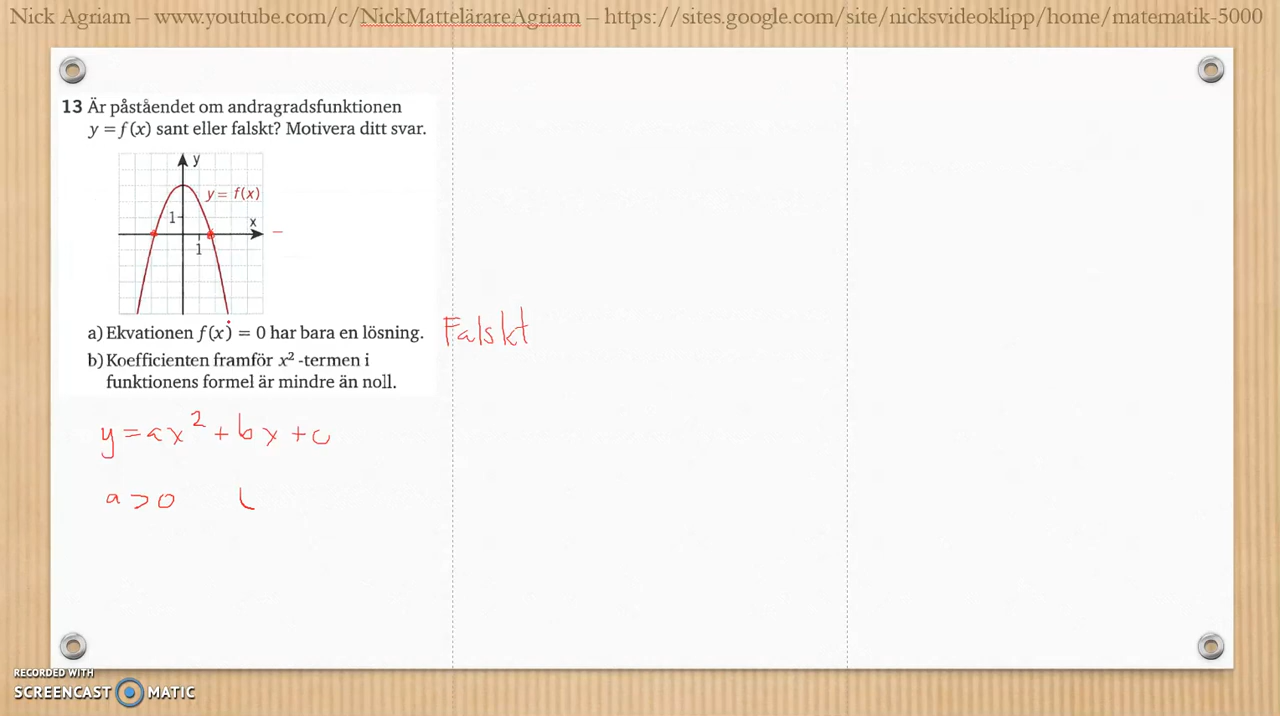 Nick Agriam – www.youtube.com/c/NickMattelärareAgriam – https://sites.google.com/site/nicksvideoklipp/home/matematik-5000
13 Är påståendet om andragradsfunktionen
y = f(x) sant eller falskt? Motivera ditt svar.
y
y = f(x)
1
x
1
a) Ekvationen f(x) = 0 har bara en lösning. Falskt
b) Koefficienten framför x² -termen i
funktionens formel är mindre än noll.
y = ax² + bx + c
a > 0
RECORDED WITH
SCREENCAST MATIC